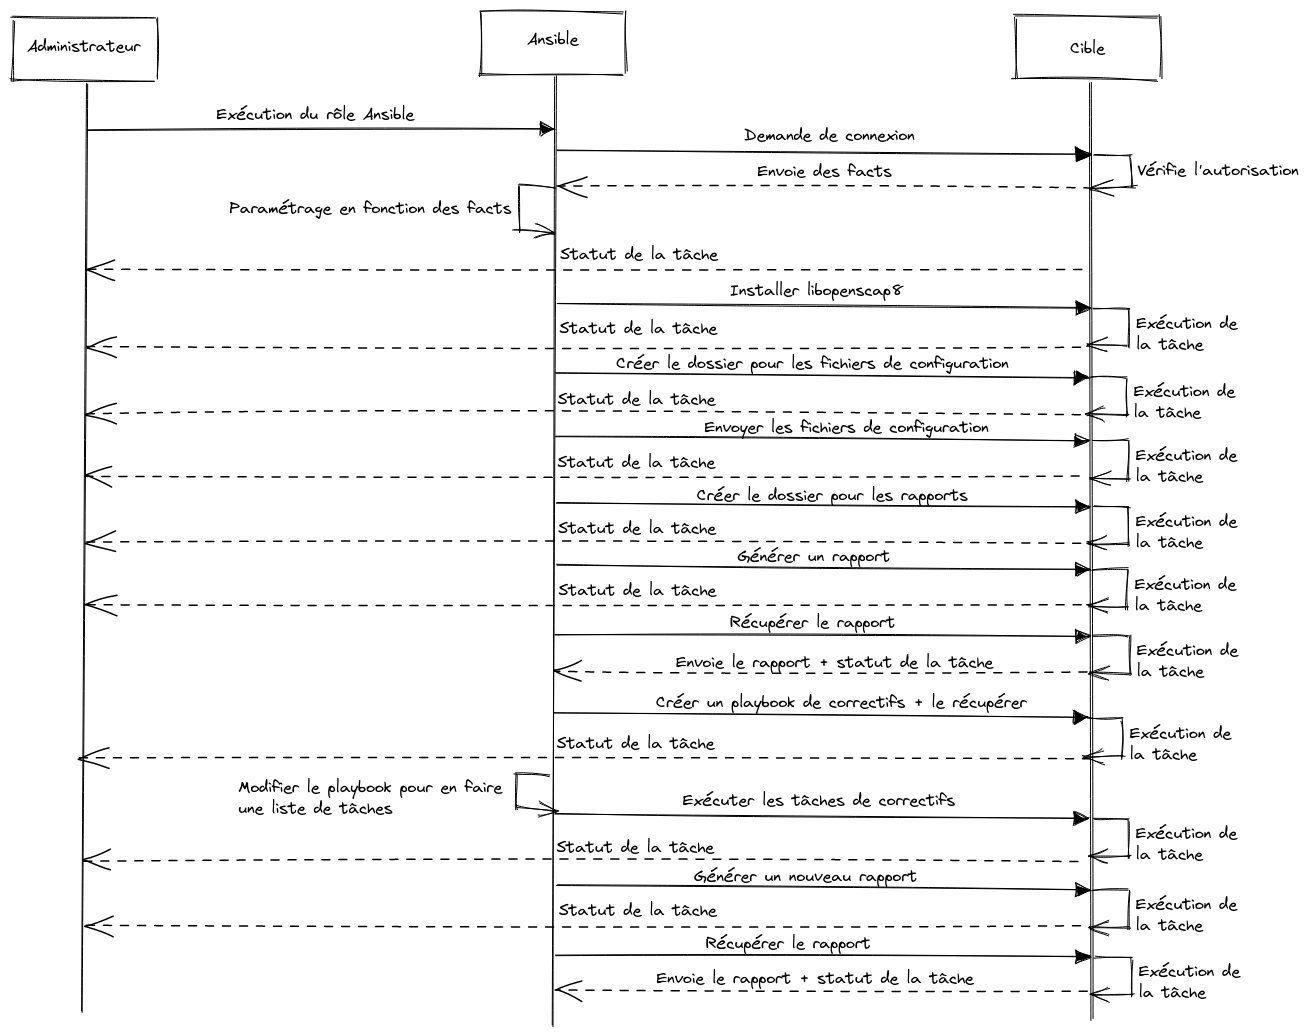 Administrateur
Ansible
Cible
Exécution du rôle Ansible
Demande de connexion
Vérifie l'autorisation
Envoie des facts
Paramétrage en fonction des facts
Statut de la tâche
Installer libopenscap8
Exécution de
la tâche
Statut de la tâche
Créer le dossier pour les fichiers de configuration
Exécution de
la tâche
Statut de la tâche
Envoyer les fichiers de configuration
Exécution de
la tâche
Statut de la tâche
Créer le dossier pour les rapports
Exécution de
la tâche
Statut de la tâche
Générer un rapport
Exécution de
la tâche
Statut de la tâche
Récupérer le rapport
Exécution de
la tâche
Envoie le rapport + statut de la tâche
Créer un playbook de correctifs + le récupérer
Exécution de
la tâche
Statut de la tâche
Modifier le playbook pour en faire
une liste de tâches
Exécuter les tâches de correctifs
Exécution de
la tâche
Statut de la tâche
Générer un nouveau rapport
Exécution de
la tâche
Statut de la tâche
Récupérer le rapport
Exécution de
la tâche
Envoie le rapport + statut de la tâche